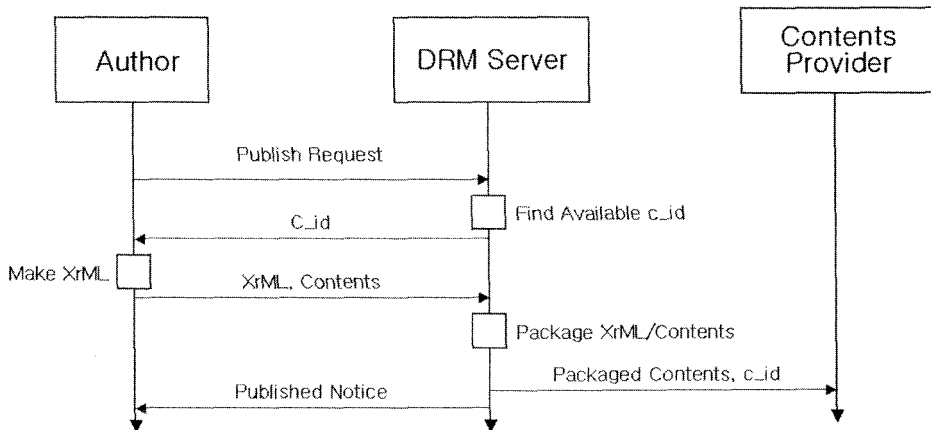 Author
DRM Server
Contents
Provider
Publish Request
Find Available c_id
C_id
Make XrML
XrML, Contents
Package XrML/Contents
Packaged Contents, c_id
Published Notice